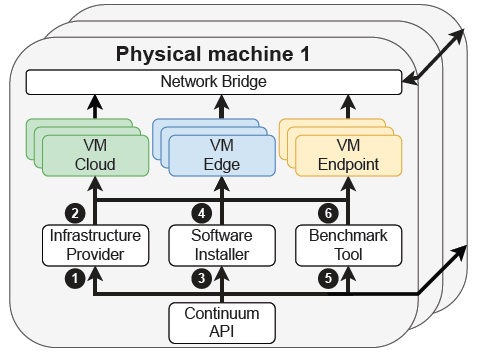 Physical machine 1
Network Bridge
VM
Cloud
VM
Edge
VM
Endpoint
2
4
6
Infrastructure
Provider
Software
Installer
Benchmark
Tool
1
3
5
Continuum
API